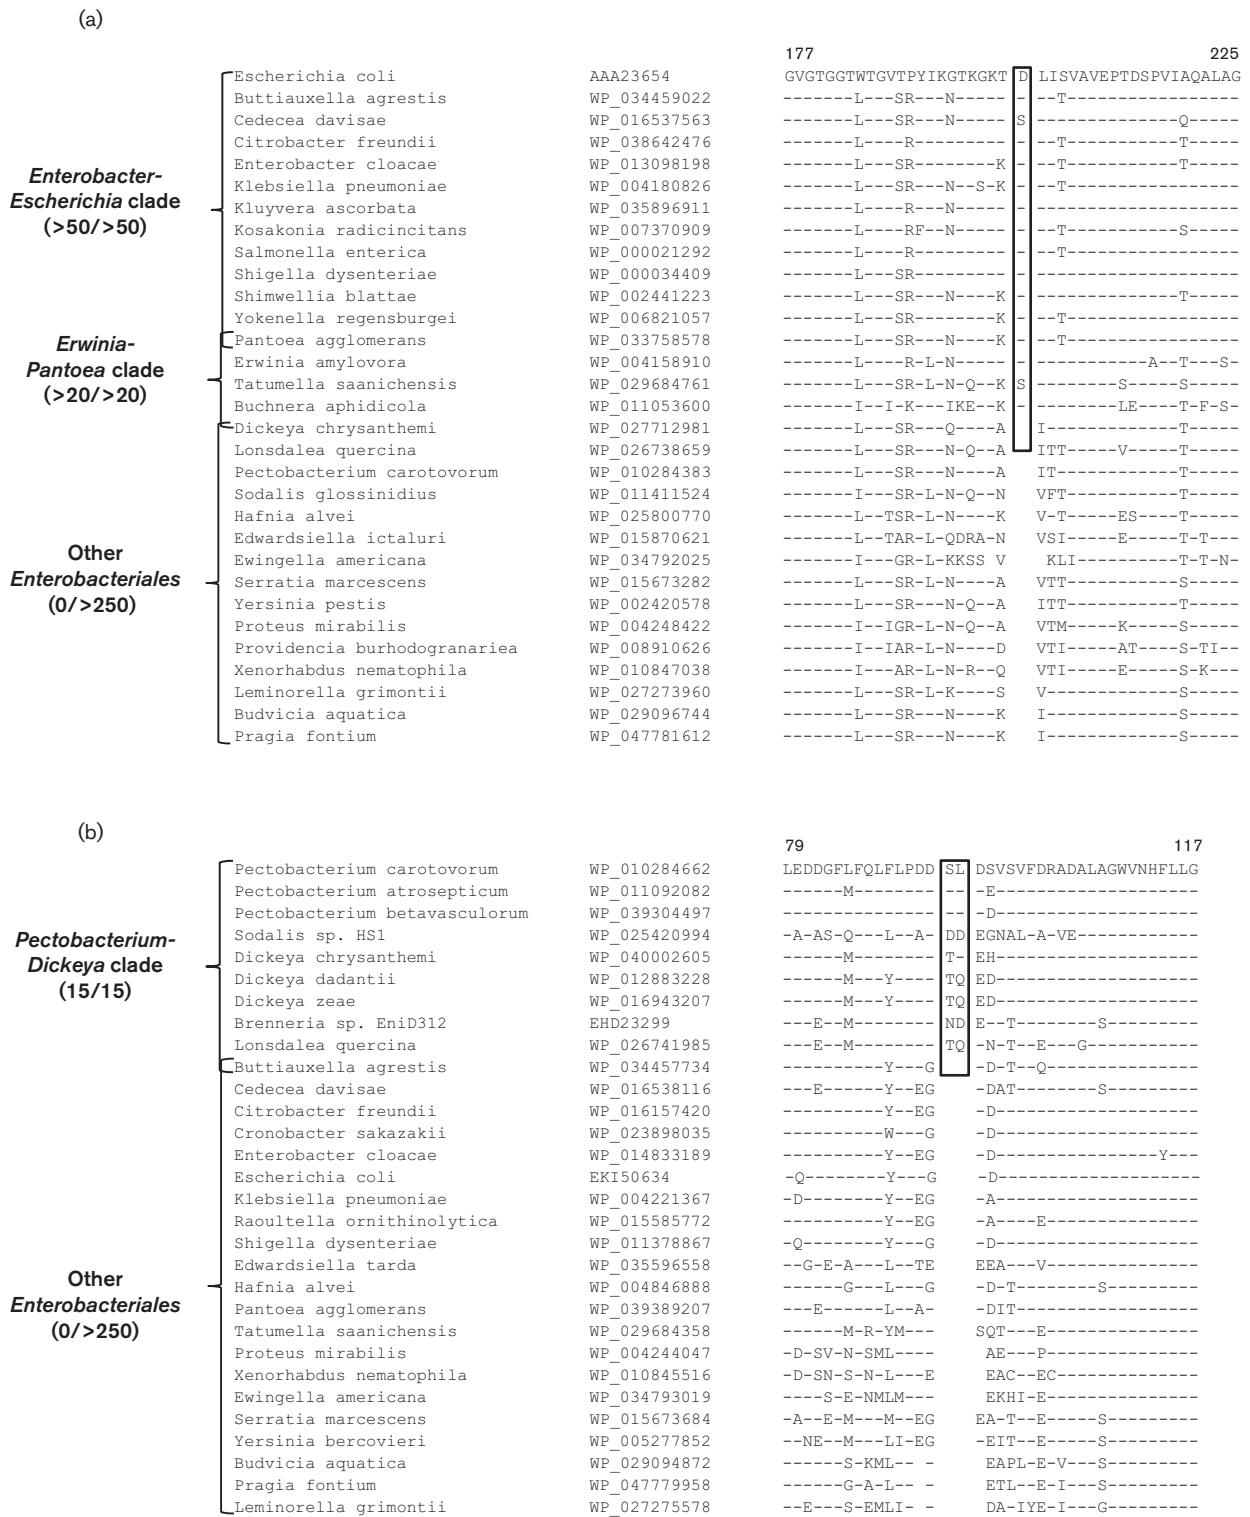 (a)
177 225
Escherichia coli AAA23654 GVGTGGTWTGVTPYIKGTKGKT D LISVAVEPTDSPVIAQALAG
Buttiauxella agrestis WP_034459022 -------L---SR---N----- - --T------------------
Cedecea davisae WP_016537563 -------L---SR---N----- S --------------Q-----
Citrobacter freundii WP_038642476 -------L----R--------- - --T-----------T-----
Enterobacter cloacae WP_013098198 -------L---SR--------K - --T-----------T-----
Klebsiella pneumoniae WP_004180826 -------L---SR---N--S-K - --T------------------
Kluyvera ascorbata WP_035896911 -------L----R---N----- - --------------------
Kosakonia radicincitans WP_007370909 -------L----RF--N----- - --T-----------S-----
Salmonella enterica WP_000021292 -------L----R--------- - --T------------------
Shigella dysenteriae WP_000034409 -------L---SR--------- - --------------------
Shimwellia blattae WP_002441223 -------L---SR---N----K - --------------T-----
Yokenella regensburgei WP_006821057 -------L---SR--------K - --T------------------
Pantoea agglomerans WP_033758578 -------L---SR---N----K - --T------------------
Erwinia amylovora WP_004158910 -------L----R-L-N----- - -----------A--T---S-
Tatumella saanichensis WP_029684761 -------L---SR-L-N-Q--K S --------S-----S-----
Buchnera aphidicola WP_011053600 -------I--I-K---IKE--K - --------LE----T-F-S-
Dickeya chrysanthemi WP_027712981 -------L---SR---Q----A I-------------T-----
Lonsdalea quercina WP_026738659 -------L---SR---N-Q--A ITT-----V-----T-----
Pectobacterium carotovorum WP_010284383 -------L---SR---N----A IT------------T-----
Sodalis glossinidius WP_011411524 -------I---SR-L-N-Q--N VFT-----------T-----
Hafnia alvei WP_025800770 -------L--TSR-L-N----K V-T-----ES----T-----
Edwardsiella ictaluri WP_015870621 -------L--TAR-L-QDRA-N VSI-----E-----T-T---
Ewingella americana WP_034792025 -------I---GR-L-KKSS V KLI----------T-T-N-
Serratia marcescens WP_015673282 -------L---SR-L-N----A VTT-----------S-----
Yersinia pestis WP_002420578 -------L---SR---N-Q--A ITT-----------T-----
Proteus mirabilis WP_004248422 -------I--IGR-L-N-Q--A VTM-----K-----S-----
Providencia burhodogranariea WP_008910626 -------I--IAR-L-N----D VTI-----AT----S-TI--
Xenorhabdus nematophila WP_010847038 -------I---AR-L-N-R--Q VTI-----E-----S-K---
Leminorella grimontii WP_027273960 -------L---SR-L-K----S V-------------S-----
Budvicia aquatica WP_029096744 -------L---SR---N----K I-------------S-----
Pragia fontium WP_047781612 -------L---SR---N----K I-------------S-----
Enterobacter-
Escherichia clade
(>50/>50)
Erwinia-
Pantoea clade
(>20/>20)
Other
Enterobacteriales
(0/>250)
(b)
79 117
Pectobacterium carotovorum WP_010284662 LEDDGFLFQLFLPDD SL DSVSVFDRADALAGWVNHFLLG
Pectobacterium atrosepticum WP_011092082 ------M-------- -- -E--------------------
Pectobacterium betavasculorum WP_039304497 --------------- -- -D--------------------
Sodalis sp. HS1 WP_025420994 -A-AS-Q---L--A- DD EGNAL-A-VE------------
Dickeya chrysanthemi WP_040002605 ------M-------- T- EH--------------------
Dickeya dadantii WP_012883228 ------M---Y---- TQ ED--------------------
Dickeya zeae WP_016943207 ------M---Y---- TQ ED--------------------
Brenneria sp. EniD312 EHD23299 ---E--M-------- ND E--T--------S---------
Lonsdalea quercina WP_026741985 ---E--M-------- TQ -N-T--E---G-----------
Buttiauxella agrestis WP_034457734 ----------Y---G -D-T--Q---------------
Cedecea davisae WP_016538116 ---E------Y--EG -DAT--------S---------
Citrobacter freundii WP_016157420 ----------Y--EG -D--------------------
Cronobacter sakazakii WP_023898035 ----------W---G -D--------------------
Enterobacter cloacae WP_014833189 ----------Y--EG -D----------------Y---
Escherichia coli EKI50634 -Q--------Y---G -D--------------------
Klebsiella pneumoniae WP_004221367 -D--------Y--EG -A--------------------
Raoultella ornithinolytica WP_015585772 ----------Y--EG -A----E---------------
Shigella dysenteriae WP_011378867 -Q--------Y---G -D--------------------
Edwardsiella tarda WP_035596558 --G-E-A---L--TE EEA---V---------------
Hafnia alvei WP_004846888 ------G---L---G -D-T--------S---------
Pantoea agglomerans WP_039389207 ---E------L--A- -DIT------------------
Tatumella saanichensis WP_029684358 ------M-R-YM--- SQT---E---------------
Proteus mirabilis WP_004244047 -D-SV-N-SML---- AE---P---------------
Xenorhabdus nematophila WP_010845516 -D-SN-S-N-L---E EAC--EC--------------
Ewingella americana WP_034793019 ----S-E-NMLM--- EKHI-E---------------
Serratia marcescens WP_015673684 -A--E-M---M--EG EA-T--E-----S---------
Yersinia bercovieri WP_005277852 --NE--M---LI-EG -EIT--E-----S---------
Budvicia aquatica WP_029094872 ------S-KML-- - EAPL-E-V---S---------
Pragia fontium WP_047779958 ------G-A-L-- - ETL--E-I-------------
Leminorella grimontii WP_027275578 --E---S-EMLI- - DA-IYE-I---G---------
Pectobacterium-
Dickeya clade
(15/15)
Other
Enterobacteriales
(0/>250)